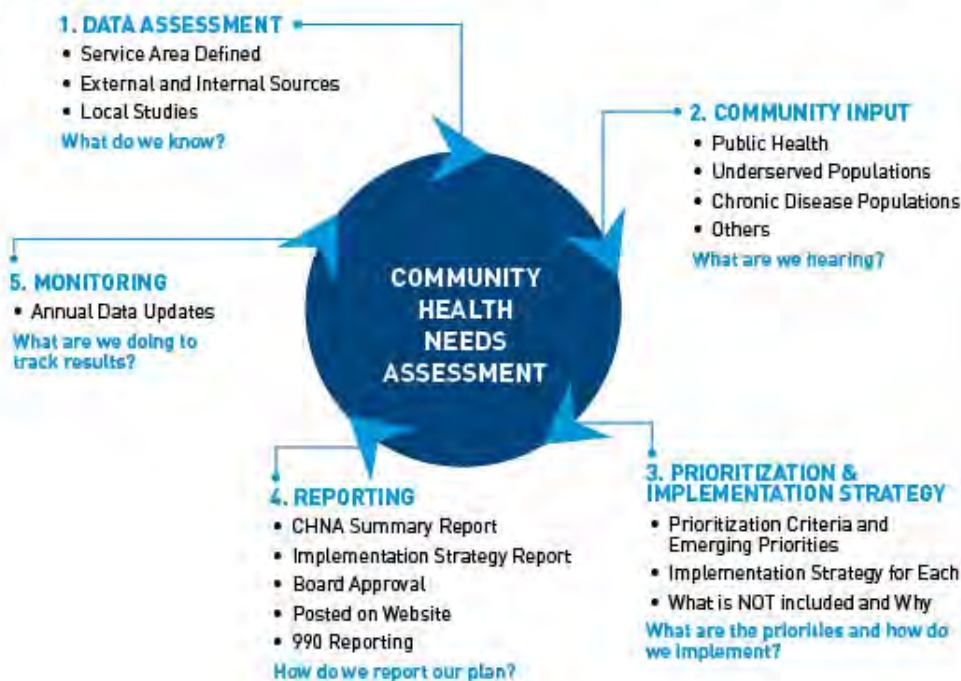 1. DATA ASSESSMENT
• Service Area Defined
• External and Internal Sources
• Local Studies
What do we know?
2. COMMUNITY INPUT
• Public Health
• Underserved Populations
• Chronic Disease Populations
• Others
What are we hearing?
COMMUNITY
HEALTH
NEEDS
ASSESSMENT
3. PRIORITIZATION &
IMPLEMENTATION STRATEGY
• Prioritization Criteria and
Emerging Priorities
• Implementation Strategy for Each
• What is NOT included and Why
What are the priorities and how do
we implement?
4. REPORTING
• CHNA Summary Report
• Implementation Strategy Report
• Board Approval
• Posted on Website
• 990 Reporting
How do we report our plan?
5. MONITORING
• Annual Data Updates
What are we doing to
track results?